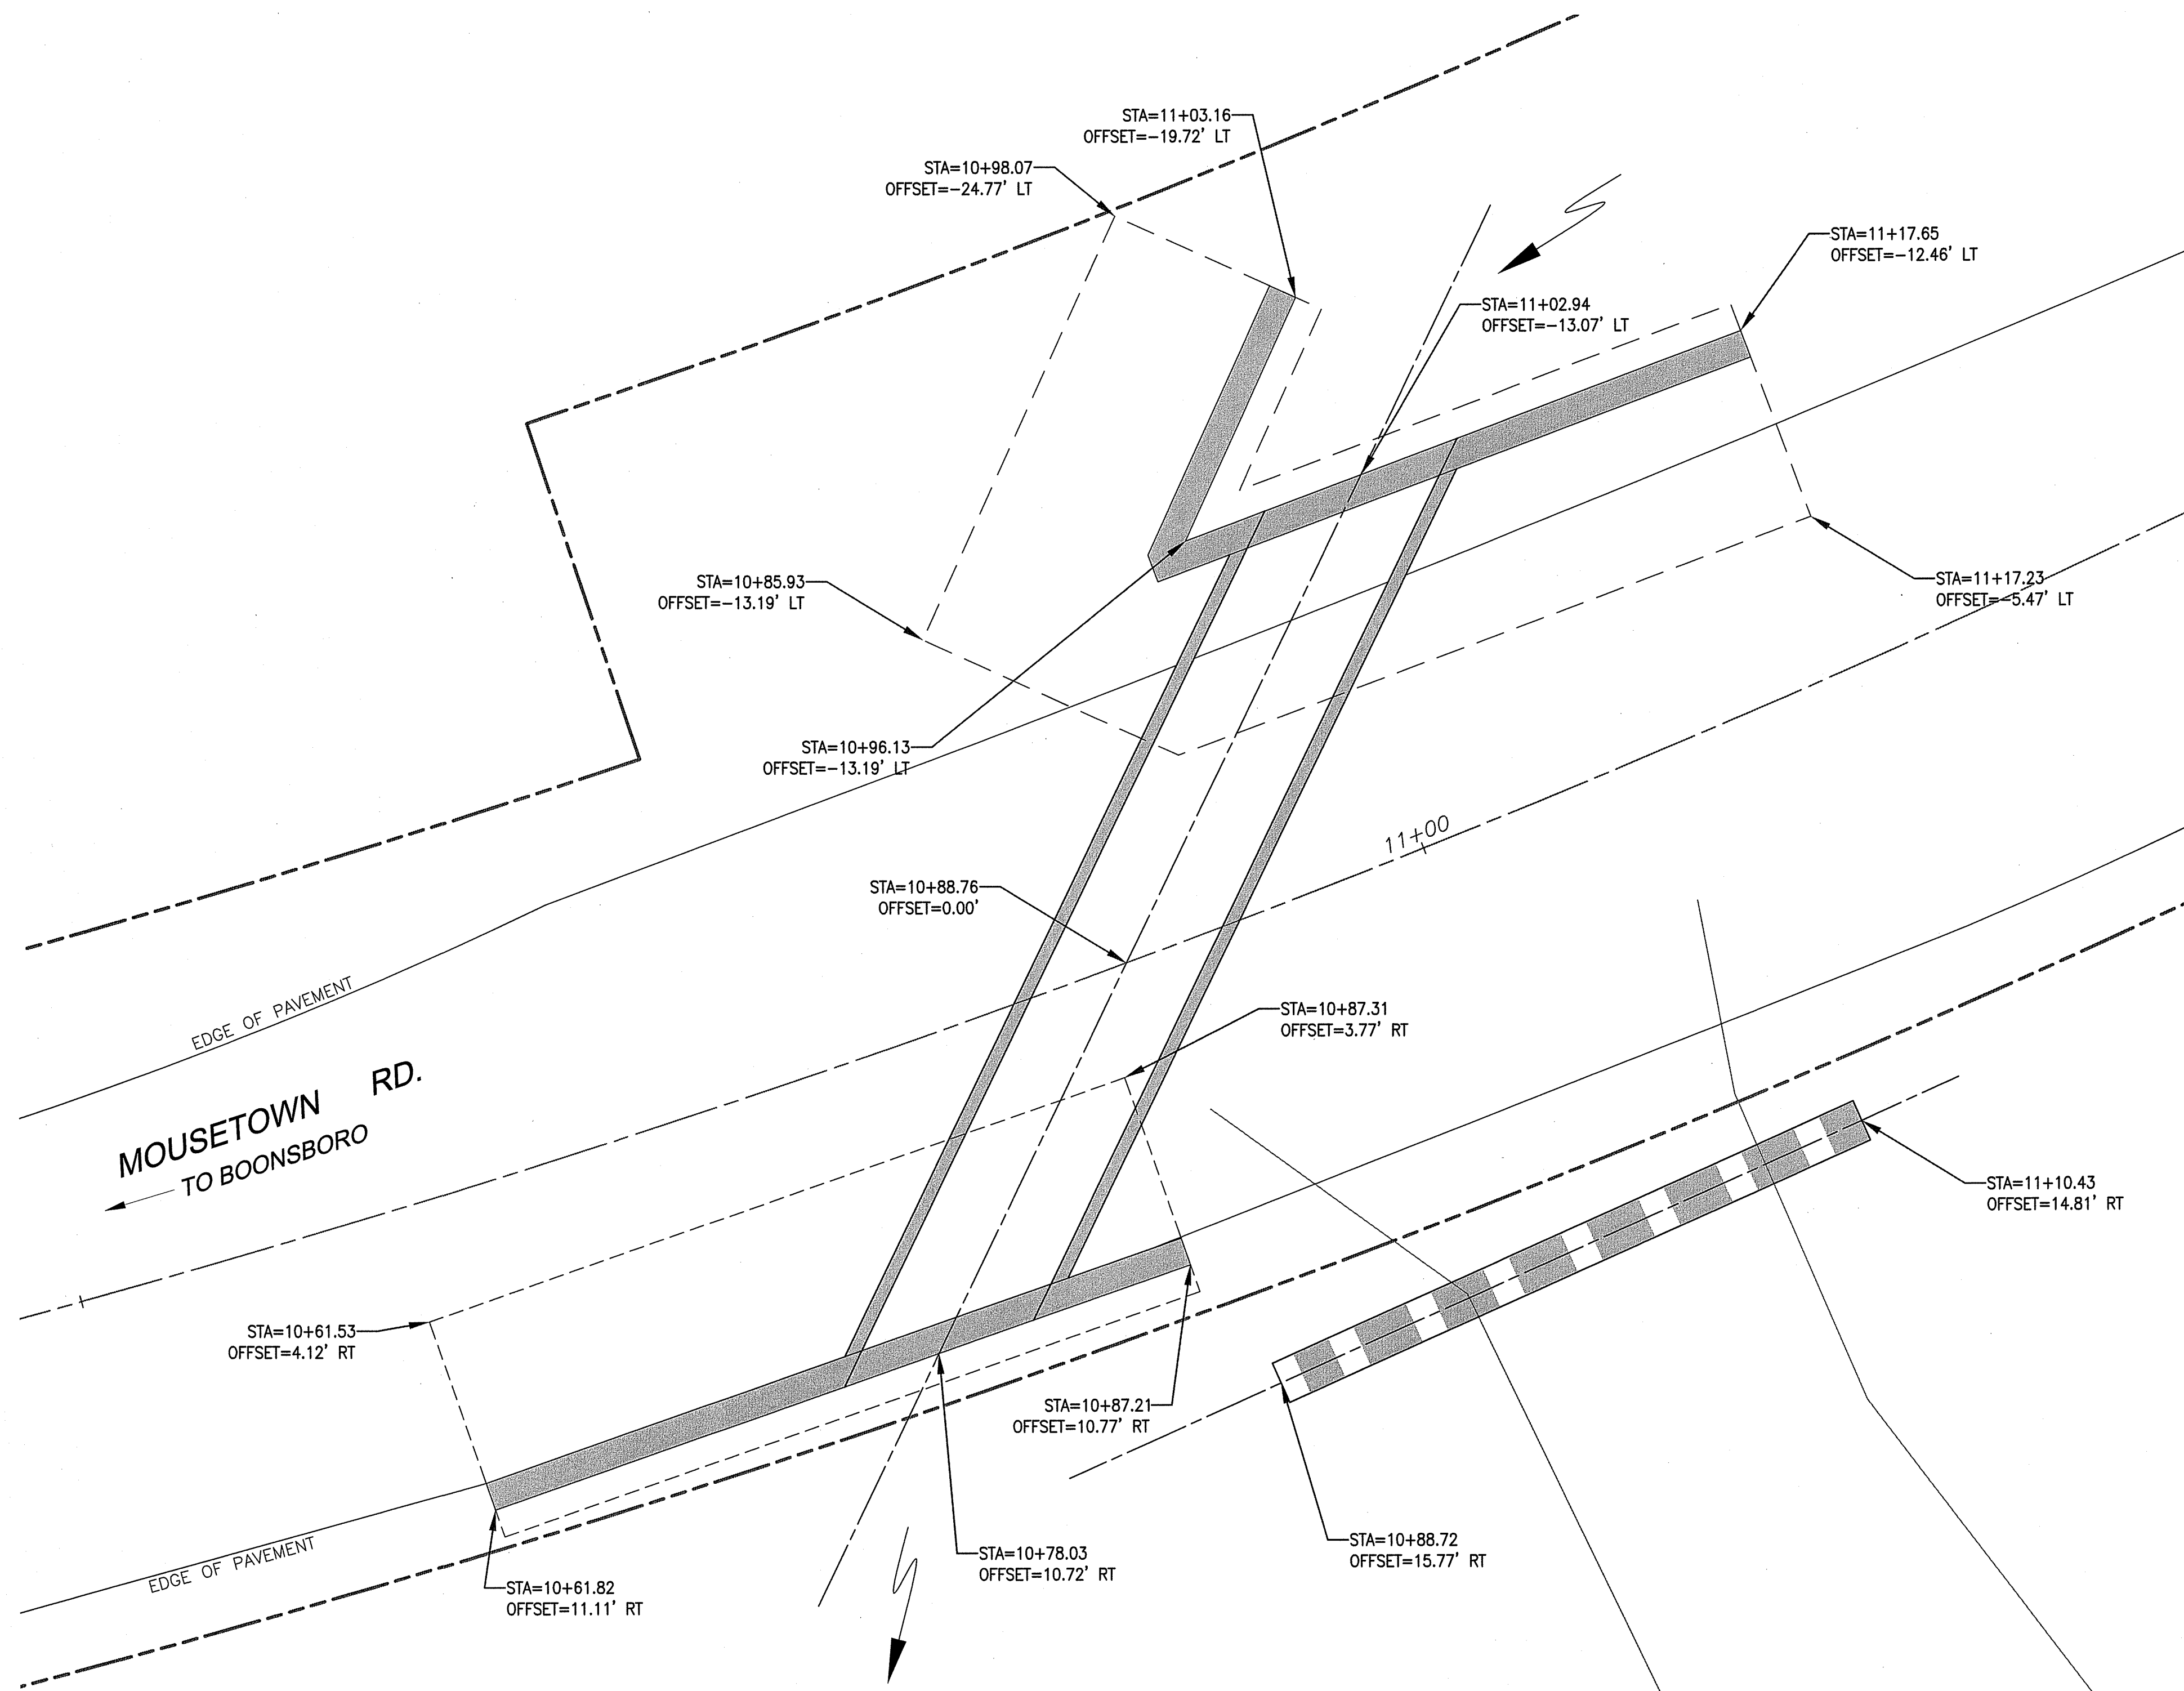 STA=11+03.16
OFFSET=-19.72' LT
STA=10+98.07
OFFSET=-24.77' LT
STA=11+17.65
OFFSET=-12.46' LT
STA=11+02.94
OFFSET=-13.07' LT
STA=10+85.93
OFFSET=-13.19' LT
STA=11+17.23
OFFSET=-5.47' LT
STA=10+96.13
OFFSET=-13.19' LT
11+00
STA=10+88.76
OFFSET=0.00'
EDGE OF PAVEMENT
STA=10+87.31
OFFSET=3.77' RT
MOUSETOWN RD.
TO BOONSBORO
STA=11+10.43
OFFSET=14.81' RT
STA=10+61.53
OFFSET=4.12' RT
STA=10+87.21
OFFSET=10.77' RT
STA=10+88.72
OFFSET=15.77' RT
STA=10+78.03
OFFSET=10.72' RT
EDGE OF PAVEMENT
STA=10+61.82
OFFSET=11.11' RT